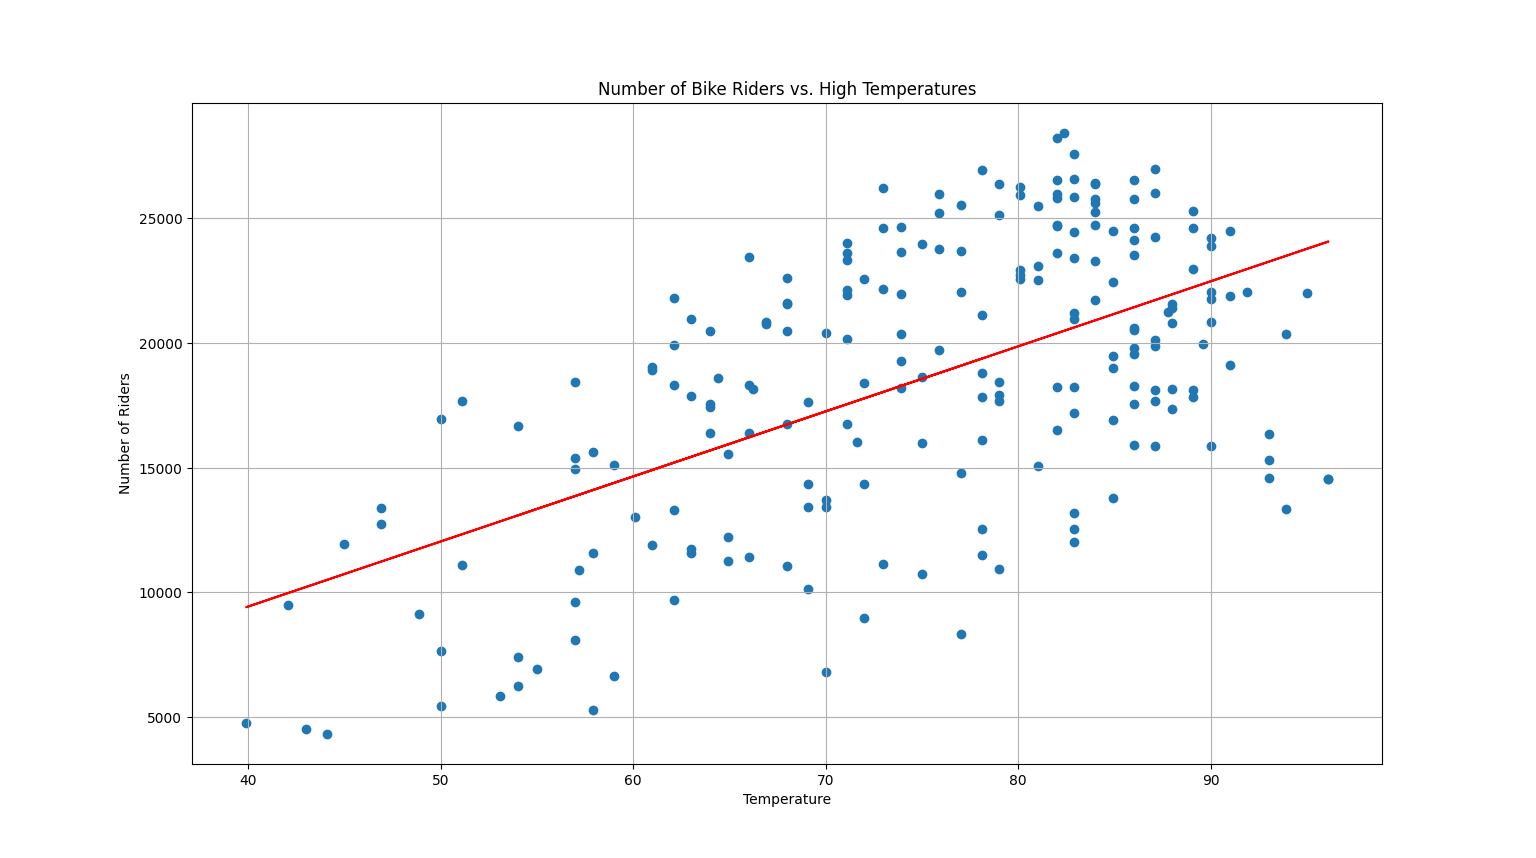 Number of Bike Riders vs. High Temperatures
Number of Riders
25000
20000
15000
10000
5000
40 50 60 70 80 90
Temperature